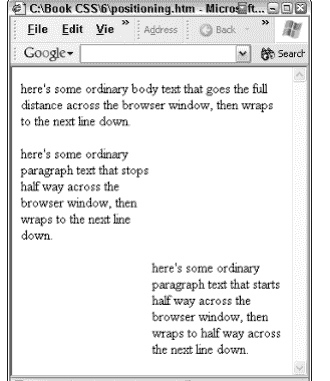 C:\Book CSS\6\positioning.htm - Microsoft...
File Edit Vie » Address Back »
Google Search
here's some ordinary body text that goes the full
distance across the browser window, then wraps
to the next line down.
here's some ordinary
paragraph text that stops
half way across the
browser window, then
wraps to the next line
down.
here's some ordinary
paragraph text that starts
half way across the
browser window, then
wraps to half way across
the next line down.